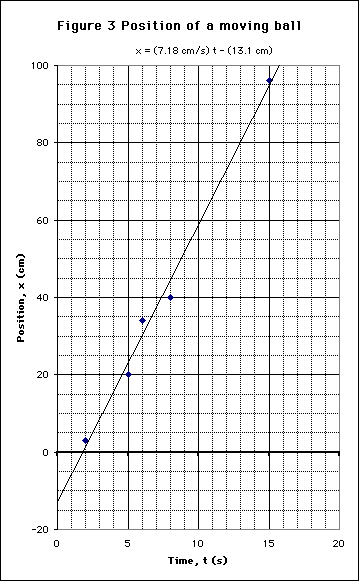 Figure 3 Position of a moving ball
x = (7.18 cm/s) t - (13.1 cm)
100
80
60
40
20
0
-20
Position, x (cm)
0 5 10 15 20
Time, t (s)